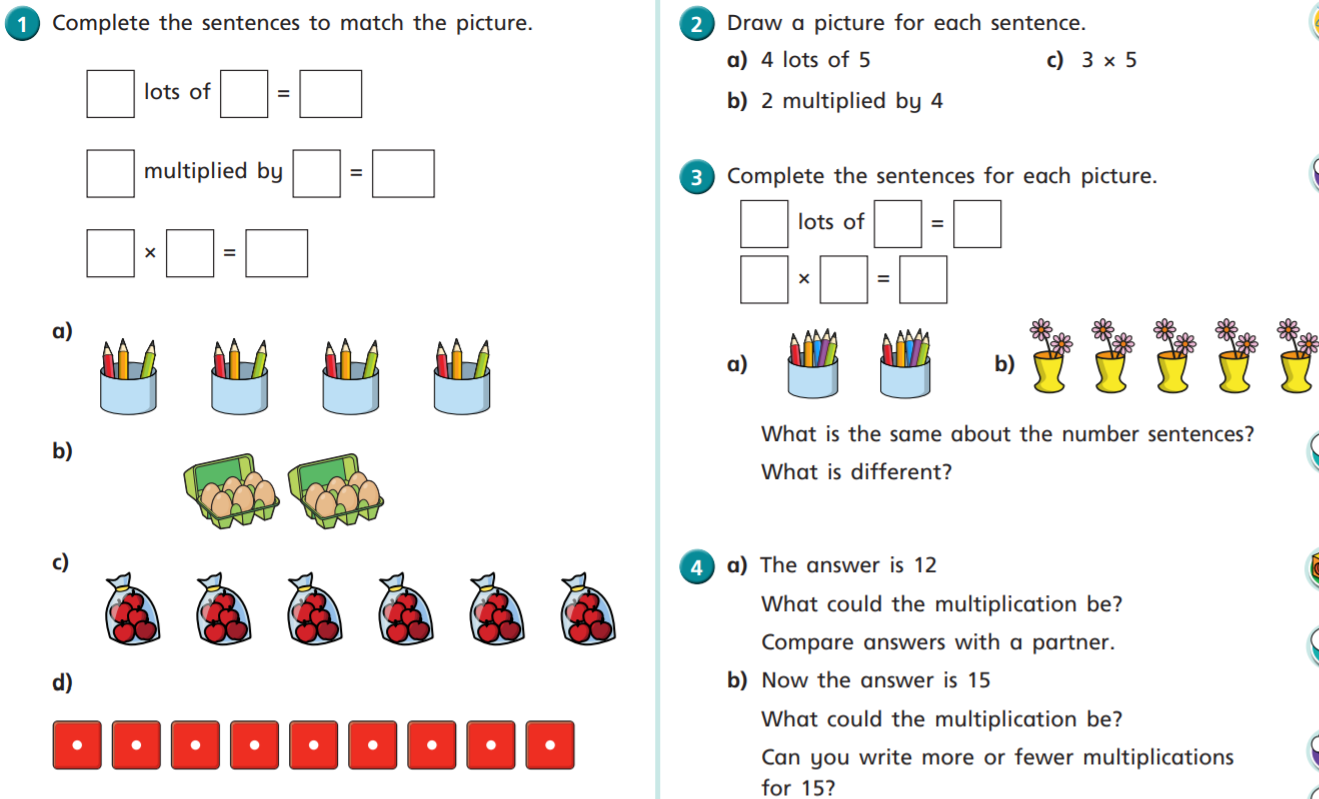 1 Complete the sentences to match the picture.
lots of =
multiplied by =
× =
a)
b)
c)
d)
2 Draw a picture for each sentence.
a) 4 lots of 5
c) 3 × 5
b) 2 multiplied by 4
3 Complete the sentences for each picture.
lots of =
× =
a)
b)
What is the same about the number sentences?
What is different?
4 a) The answer is 12
What could the multiplication be?
Compare answers with a partner.
b) Now the answer is 15
What could the multiplication be?
Can you write more or fewer multiplications
for 15?